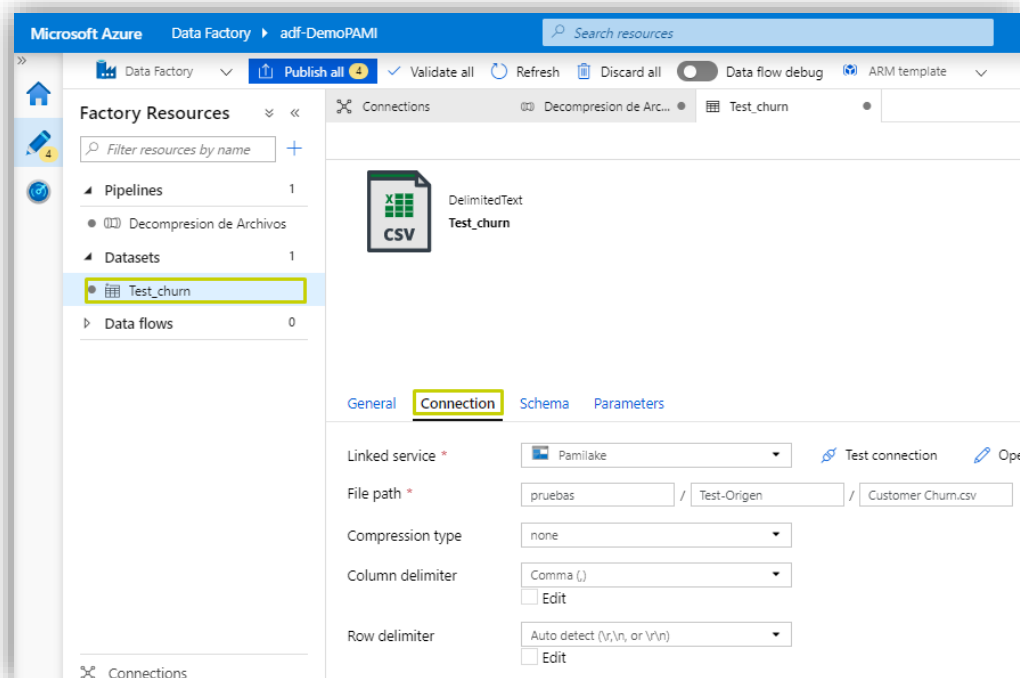 Microsoft Azure Data Factory adf-DemoPAMI Search resources
» Data Factory Publish all 4 Validate all Refresh Discard all Data flow debug ARM template
Factory Resources
Connections Decompresion de Arc... Test_churn
Filter resources by name
4
Pipelines 1
Decompresion de Archivos
Datasets 1
Test_churn
Data flows 0
CSV
DelimitedText
Test_churn
General Connection Schema Parameters
Linked service * Pamilake Test connection Ope
File path * pruebas / Test-Origen / Customer Churn.csv
Compression type none
Column delimiter Comma (,)
Edit
Row delimiter Auto detect (\r,\n, or \r\n)
Edit
Connections